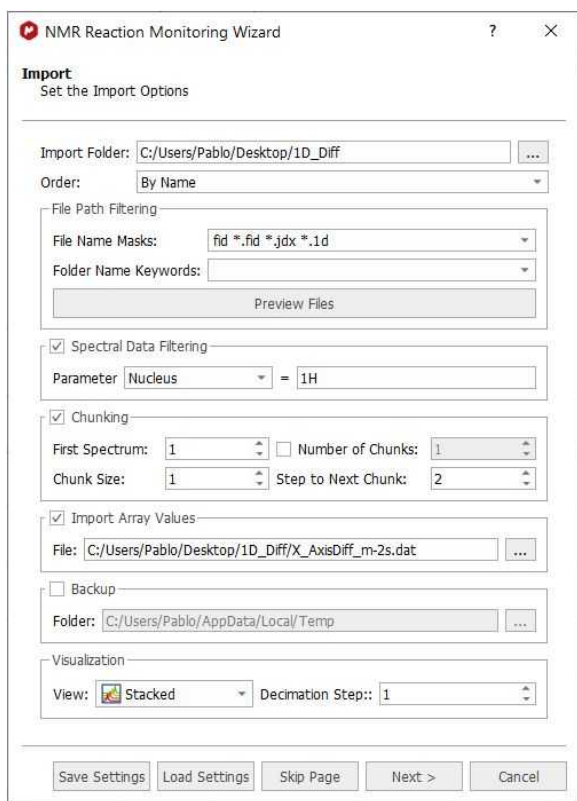 NMR Reaction Monitoring Wizard ? ×
Import
Set the Import Options
Import Folder: C:/Users/Pablo/Desktop/1D_Diff ...
Order: By Name
File Path Filtering
File Name Masks: fid *.fid *.jdx *.1d
Folder Name Keywords:
Preview Files
Spectral Data Filtering
Parameter Nucleus = 1H
Chunking
First Spectrum: 1 Number of Chunks: 1
Chunk Size: 1 Step to Next Chunk: 2
Import Array Values
File: C:/Users/Pablo/Desktop/1D_Diff/X_AxisDiff_m-2s.dat ...
Backup
Folder: C:/Users/Pablo/AppData/Local/Temp ...
Visualization
View: Stacked Decimation Step:: 1
Save Settings Load Settings Skip Page Next > Cancel